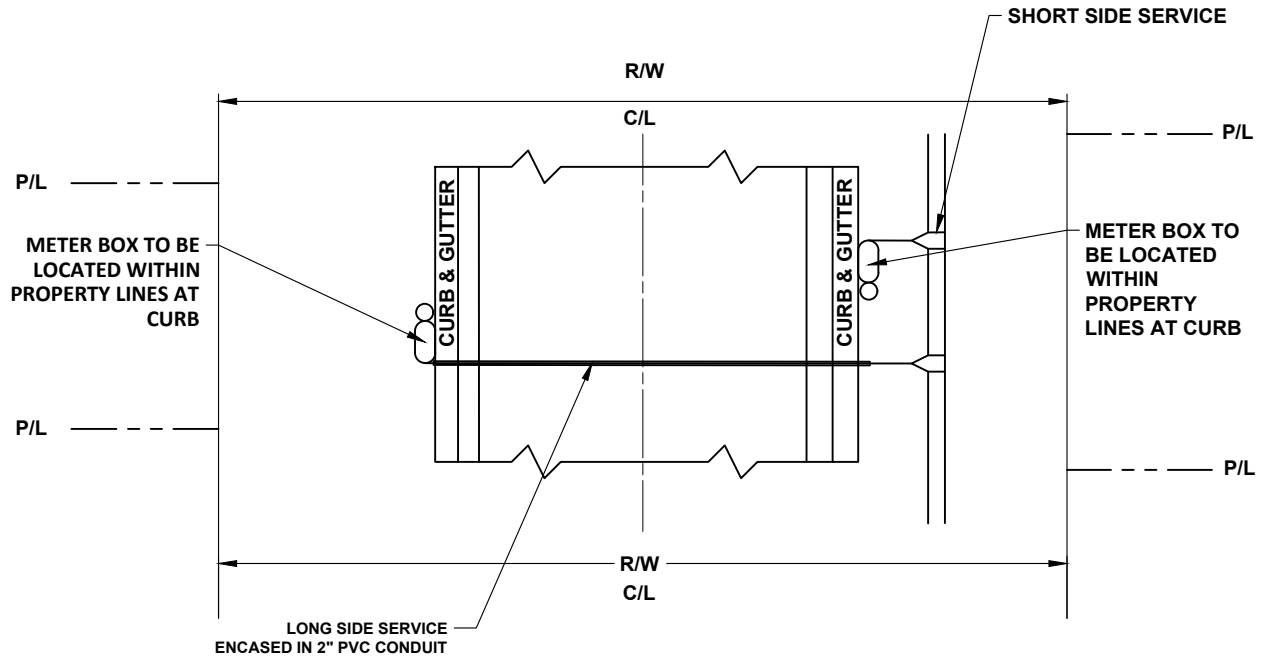 SHORT SIDE SERVICE
R/W
C/L
P/L
P/L
CURB & GUTTER
CURB & GUTTER
METER BOX TO BE
LOCATED WITHIN
PROPERTY LINES AT
CURB
METER BOX TO
BE LOCATED
WITHIN
PROPERTY
LINES AT CURB
P/L
P/L
R/W
C/L
LONG SIDE SERVICE
ENCASED IN 2" PVC CONDUIT